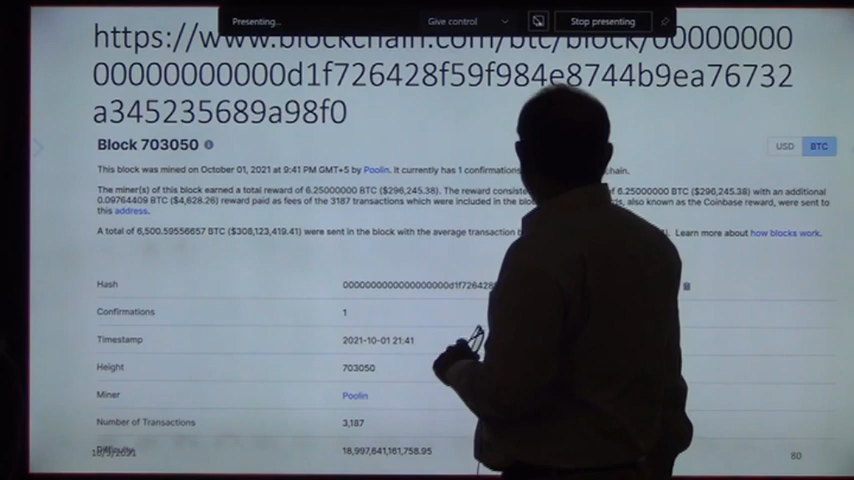 Presenting... Give control Stop presenting
https://www.blockchain.com/btc/block/00000000
00000000000d1f726428f59f984e8744b9ea76732
a345235689a98f0
Block 703050
USD BTC
This block was mined on October 01, 2021 at 9:41 PM GMT+5 by Poolin. It currently has 1 confirmations chain.
The miner(s) of this block earned a total reward of 6.25000000 BTC ($296,245.38). The reward consiste of 6.25000000 BTC ($296,245.38) with an additional
0.09764409 BTC ($4,628.26) reward paid as fees of the 3187 transactions which were included in the blo ds, also known as the Coinbase reward, were sent to
this address.
A total of 6,500.59556657 BTC ($308,123,419.41) were sent in the block with the average transaction b Learn more about how blocks work.
Hash 0000000000000000000d1f726428
Confirmations 1
Timestamp 2021-10-01 21:41
Height 703050
Miner Poolin
Number of Transactions 3,187
Difficulty 18,997,641,161,758.95
80